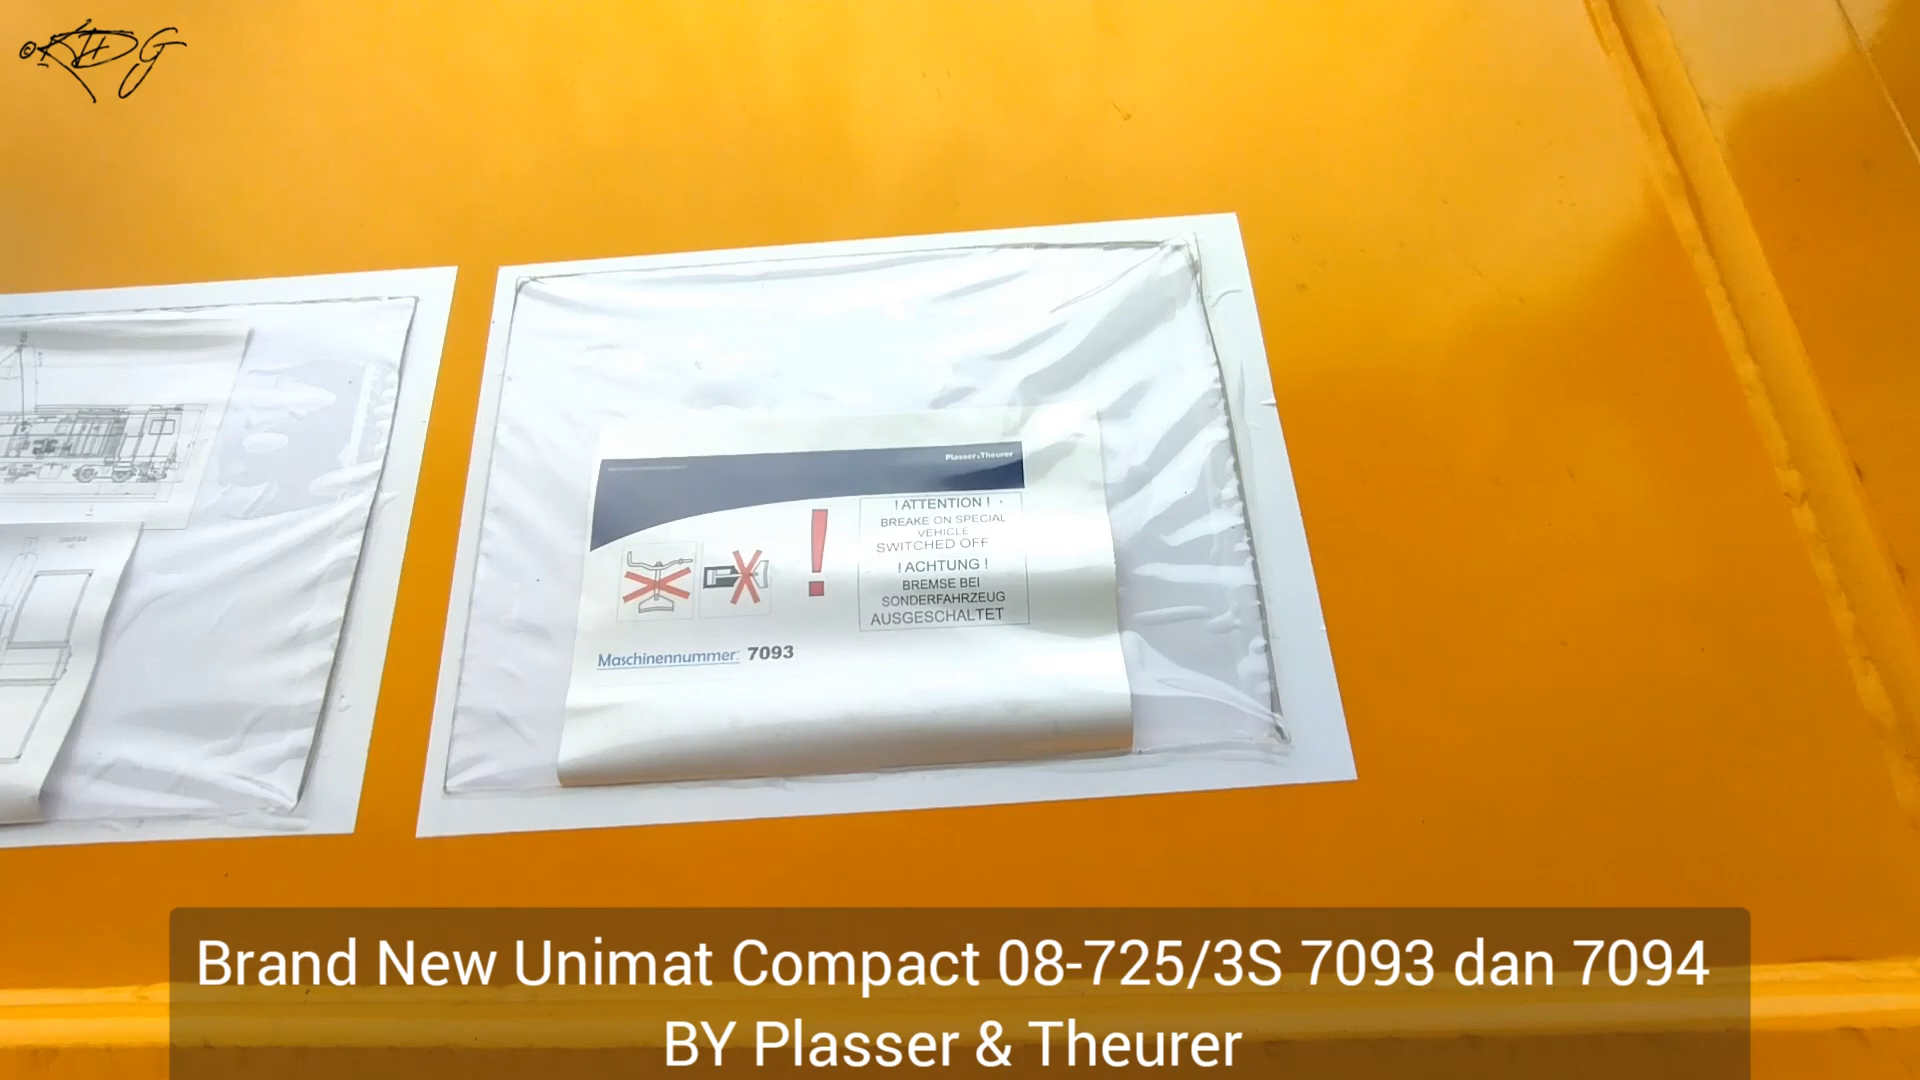 ©RDG
Plasser & Theurer
! ATTENTION !
BREAKE ON SPECIAL
VEHICLE
SWITCHED OFF
! ACHTUNG !
BREMSE BEI
SONDERFAHRZEUG
AUSGESCHALTET
Maschinennummer: 7093
Brand New Unimat Compact 08-725/3S 7093 dan 7094
BY Plasser & Theurer